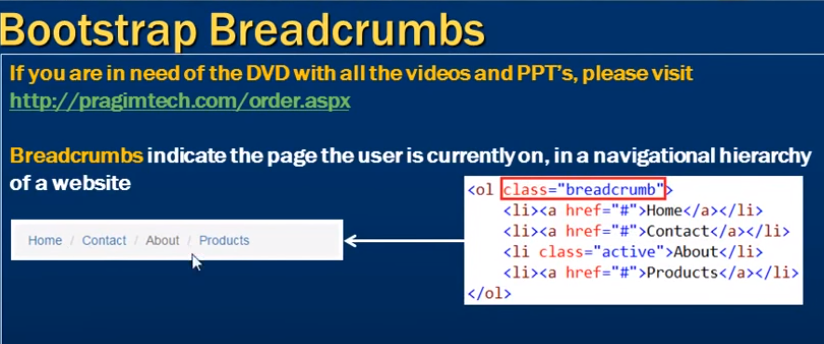 Bootstrap Breadcrumbs
If you are in need of the DVD with all the videos and PPT's, please visit
http://pragimtech.com/order.aspx
Breadcrumbs indicate the page the user is currently on, in a navigational hierarchy
of a website
Home / Contact / About / Products
<ol class="breadcrumb">
<li><a href="#">Home</a></li>
<li><a href="#">Contact</a></li>
<li class="active">About</li>
<li><a href="#">Products</a></li>
</ol>